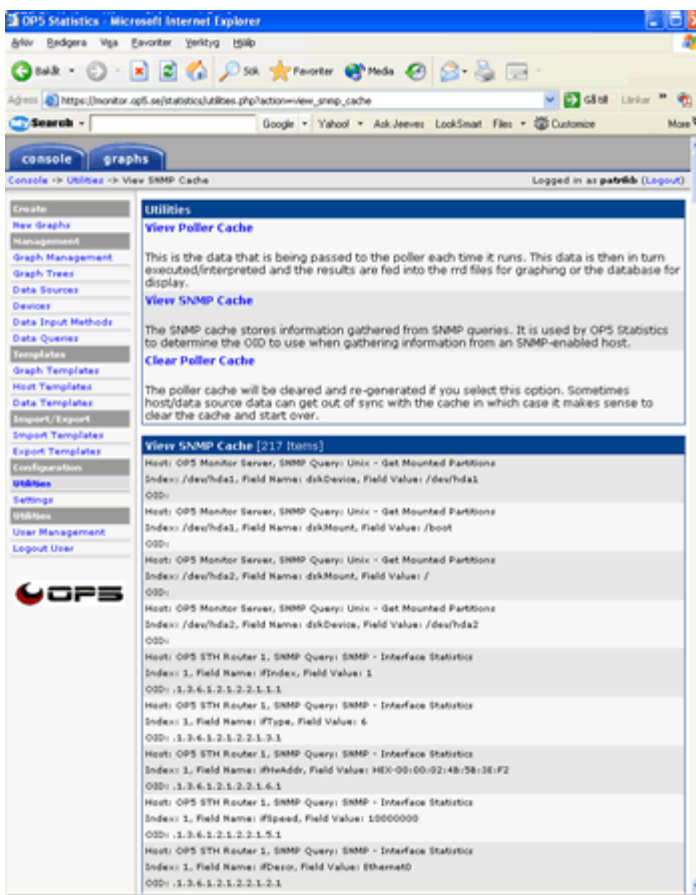 OP5 Statistics - Microsoft Internet Explorer
Arkiv Redigera Visa Favoriter Verktyg Hjälp
Bakåt Sök Favoriter Media
Adress https://monitor.op5.se/statistics/utilities.php?action=view_snmp_cache Gå till Länkar
My Search Google Yahoo! Ask Jeeves LookSmart Files Customize More
console graphs
Console -> Utilities -> View SNMP Cache Logged in as patrikb (Logout)
Create
New Graphs
Management
Graph Management
Graph Trees
Data Sources
Devices
Data Input Methods
Data Queries
Templates
Graph Templates
Host Templates
Data Templates
Import/Export
Import Templates
Export Templates
Configuration
Utilities
Settings
Utilities
User Management
Logout User
OP5
Utilities
View Poller Cache
This is the data that is being passed to the poller each time it runs. This data is then in turn
executed/interpreted and the results are fed into the rrd files for graphing or the database for
display.
View SNMP Cache
The SNMP cache stores information gathered from SNMP queries. It is used by OP5 Statistics
to determine the OID to use when gathering information from an SNMP-enabled host.
Clear Poller Cache
The poller cache will be cleared and re-generated if you select this option. Sometimes
host/data source data can get out of sync with the cache in which case it makes sense to
clear the cache and start over.
View SNMP Cache [217 Items]
Host: OP5 Monitor Server, SNMP Query: Unix - Get Mounted Partitions
Index: /dev/hda1, Field Name: dskDevice, Field Value: /dev/hda1
OID:
Host: OP5 Monitor Server, SNMP Query: Unix - Get Mounted Partitions
Index: /dev/hda1, Field Name: dskMount, Field Value: /boot
OID:
Host: OP5 Monitor Server, SNMP Query: Unix - Get Mounted Partitions
Index: /dev/hda2, Field Name: dskMount, Field Value: /
OID:
Host: OP5 Monitor Server, SNMP Query: Unix - Get Mounted Partitions
Index: /dev/hda2, Field Name: dskDevice, Field Value: /dev/hda2
OID:
Host: OP5 STH Router 1, SNMP Query: SNMP - Interface Statistics
Index: 1, Field Name: ifIndex, Field Value: 1
OID: .1.3.6.1.2.1.2.2.1.1.1
Host: OP5 STH Router 1, SNMP Query: SNMP - Interface Statistics
Index: 1, Field Name: ifType, Field Value: 6
OID: .1.3.6.1.2.1.2.2.1.3.1
Host: OP5 STH Router 1, SNMP Query: SNMP - Interface Statistics
Index: 1, Field Name: ifHwAddr, Field Value: HEX-00:00:02:4B:5B:3E:F2
OID: .1.3.6.1.2.1.2.2.1.6.1
Host: OP5 STH Router 1, SNMP Query: SNMP - Interface Statistics
Index: 1, Field Name: ifSpeed, Field Value: 10000000
OID: .1.3.6.1.2.1.2.2.1.5.1
Host: OP5 STH Router 1, SNMP Query: SNMP - Interface Statistics
Index: 1, Field Name: ifDescr, Field Value: Ethernet0
OID: .1.3.6.1.2.1.2.2.1.2.1